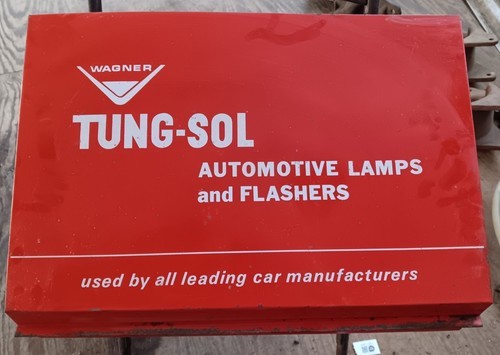 WAGNER
TUNG-SOL
AUTOMOTIVE LAMPS
and FLASHERS
used by all leading car manufacturers